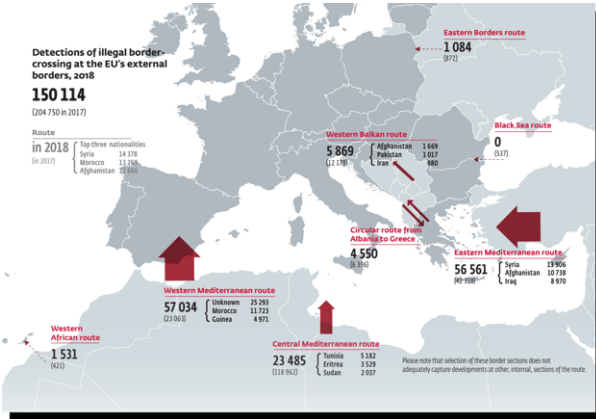 Detections of illegal border-
crossing at the EU's external
borders, 2018
150 114
(204 750 in 2017)
Route
in 2018
(in 2017)
Top three nationalities
Syria 14 378
Morocco 13 269
Afghanistan 12 666
Eastern Borders route
1 084
(872)
Black Sea route
0
(537)
Western Balkan route
5 869
(12 179)
Afghanistan 1 669
Pakistan 1 017
Iran 980
Circular route from
Albania to Greece
4 550
(6 396)
Eastern Mediterranean route
56 561
(42 319)
Syria 13 906
Afghanistan 10 738
Iraq 8 970
Western Mediterranean route
57 034
(23 063)
Unknown 25 293
Morocco 11 723
Guinea 4 971
Western
African route
1 531
(421)
Central Mediterranean route
23 485
(118 962)
Tunisia 5 182
Eritrea 3 529
Sudan 2 037
Please note that selection of these border sections does not
adequately capture developments at other, internal, sections of the route.